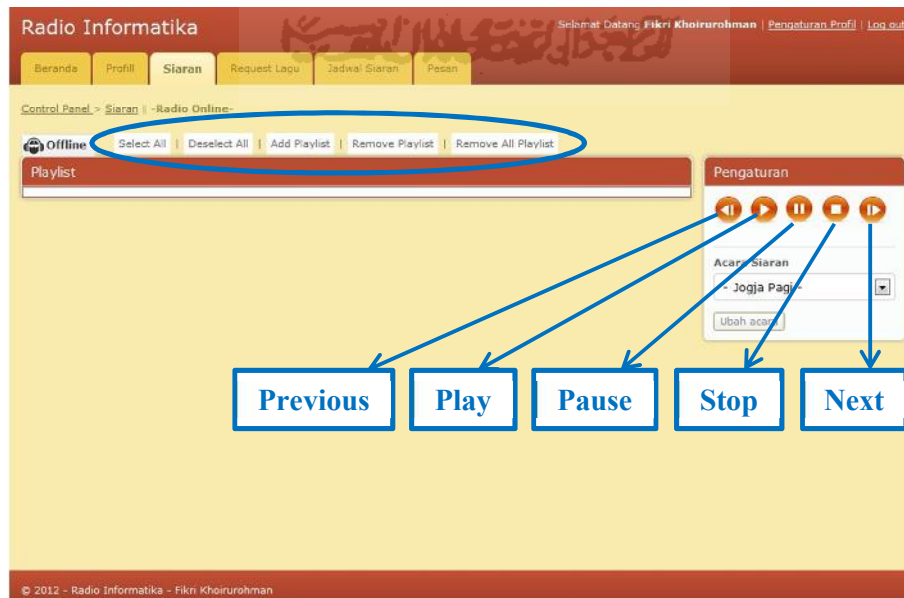 Radio Informatika
Selamat Datang Fikri Khoirurohman | Pengaturan Profil | Log out
Beranda Profill Siaran Request Lagu Jadwal Siaran Pesan
Control Panel > Siaran || -Radio Online-
Offline Select All | Deselect All | Add Playlist | Remove Playlist | Remove All Playlist
Playlist
Pengaturan
Acara Siaran
- Jogja Pagi -
Ubah acara
Previous Play Pause Stop Next
© 2012 - Radio Informatika - Fikri Khoirurohman